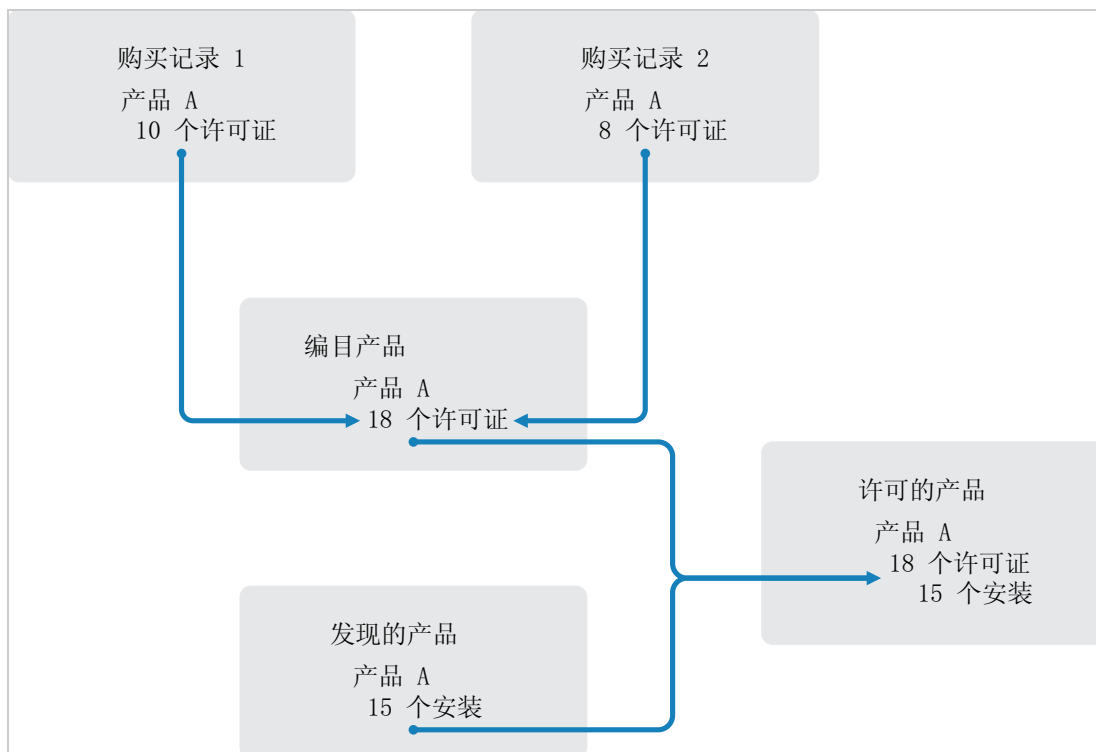 购买记录 1
产品 A
10 个许可证
购买记录 2
产品 A
8 个许可证
编目产品
产品 A
18 个许可证
许可的产品
产品 A
18 个许可证
15 个安装
发现的产品
产品 A
15 个安装